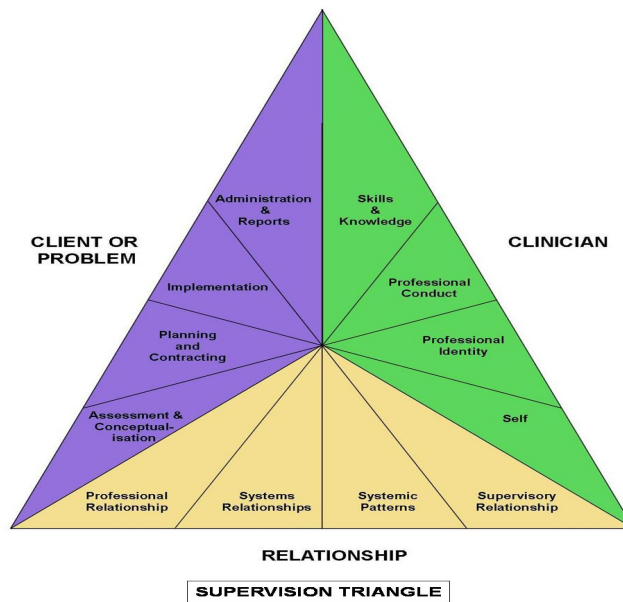 Administration
&
Reports
Skills
&
Knowledge
CLIENT OR
PROBLEM
CLINICIAN
Implementation
Professional
Conduct
Planning
and
Contracting
Professional
Identity
Assessment &
Conceptual-
isation
Self
Professional
Relationship
Systems
Relationships
Systemic
Patterns
Supervisory
Relationship
RELATIONSHIP
SUPERVISION TRIANGLE